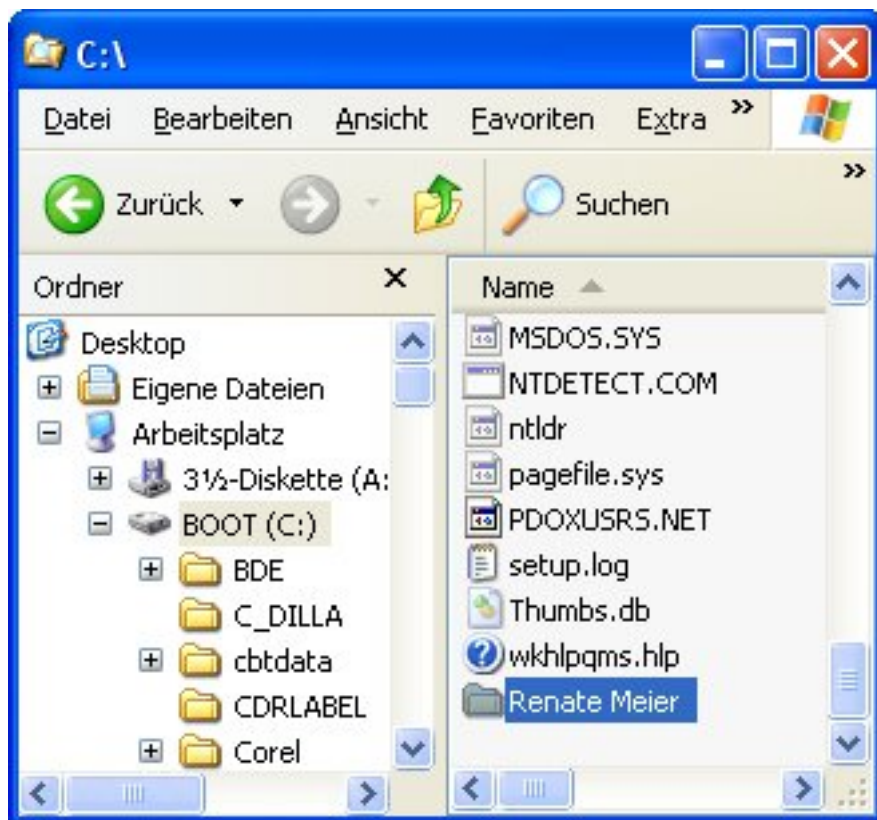 C:\
Datei Bearbeiten Ansicht Favoriten Extra »
Zurück Suchen »
Ordner X
Desktop
Eigene Dateien
Arbeitsplatz
3½-Diskette (A:
BOOT (C:)
BDE
C_DILLA
cbtdata
CDRLABEL
Corel
Name
MSDOS.SYS
NTDETECT.COM
ntldr
pagefile.sys
PDOXUSRS.NET
setup.log
Thumbs.db
wkhlpqms.hlp
Renate Meier